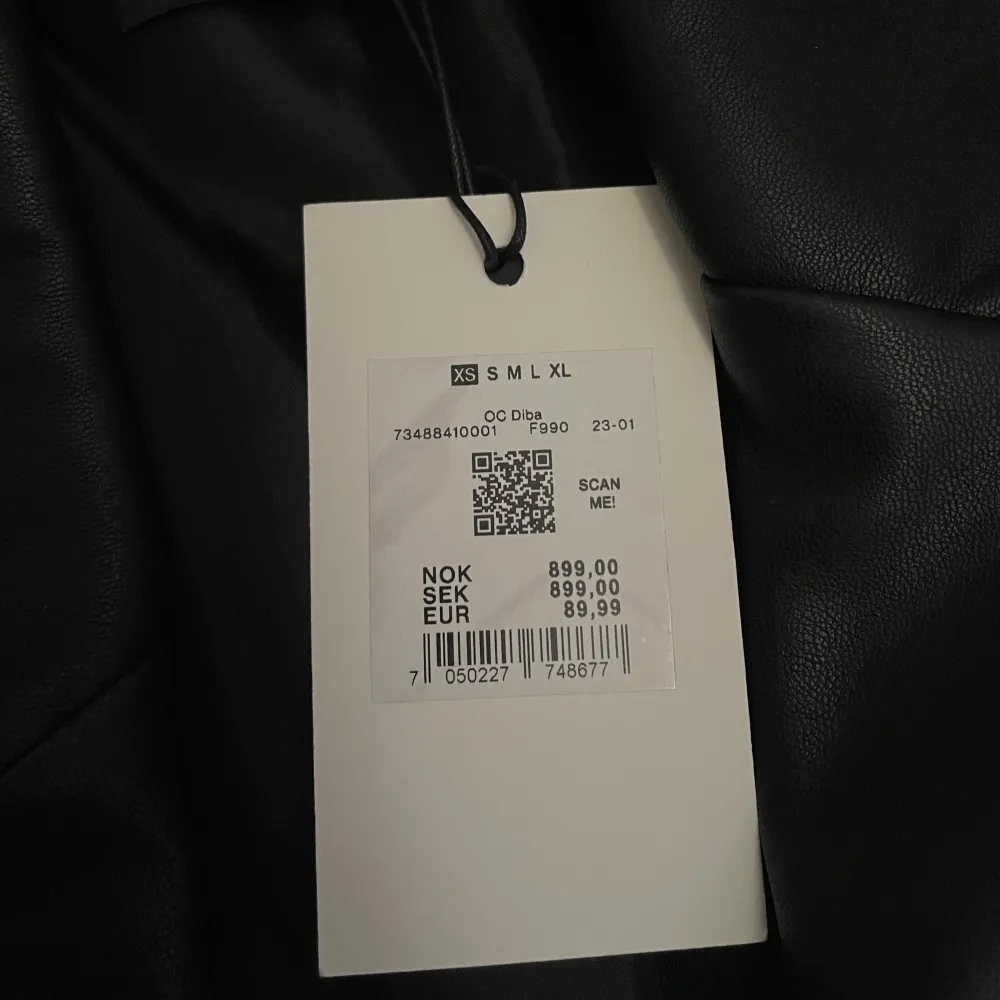 XS S M L XL
OC Diba
73488410001 F990 23-01
SCAN
ME!
NOK 899,00
SEK 899,00
EUR 89,99
7 050227 748677